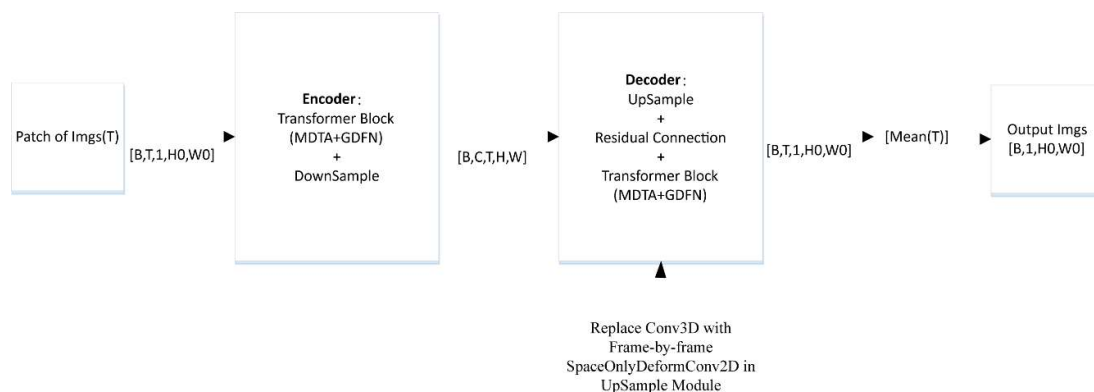 Patch of Imgs(T)
[B,T,1,H0,W0]
Encoder:
Transformer Block
(MDTA+GDFN)
+
DownSample
[B,C,T,H,W]
Decoder:
UpSample
+
Residual Connection
+
Transformer Block
(MDTA+GDFN)
[B,T,1,H0,W0]
[Mean(T)]
Output Imgs
[B,1,H0,W0]
Replace Conv3D with
Frame-by-frame
SpaceOnlyDeformConv2D in
UpSample Module